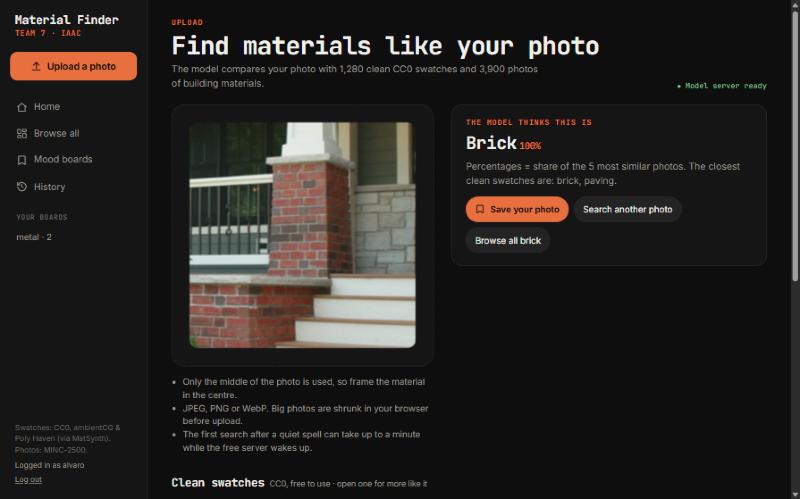 Material Finder
TEAM 7 · IAAC
Upload a photo
Home
Browse all
Mood boards
History
YOUR BOARDS
metal · 2
Swatches: CC0, ambientCG &
Poly Haven (via MatSynth).
Photos: MINC-2500.
Logged in as alvaro
Log out
UPLOAD
Find materials like your photo
The model compares your photo with 1,280 clean CC0 swatches and 3,900 photos
of building materials.
● Model server ready
• Only the middle of the photo is used, so frame the material
in the centre.
• JPEG, PNG or WebP. Big photos are shrunk in your browser
before upload.
• The first search after a quiet spell can take up to a minute
while the free server wakes up.
THE MODEL THINKS THIS IS
Brick 100%
Percentages = share of the 5 most similar photos. The closest
clean swatches are: brick, paving.
Save your photo
Search another photo
Browse all brick
Clean swatches CC0, free to use · open one for more like it